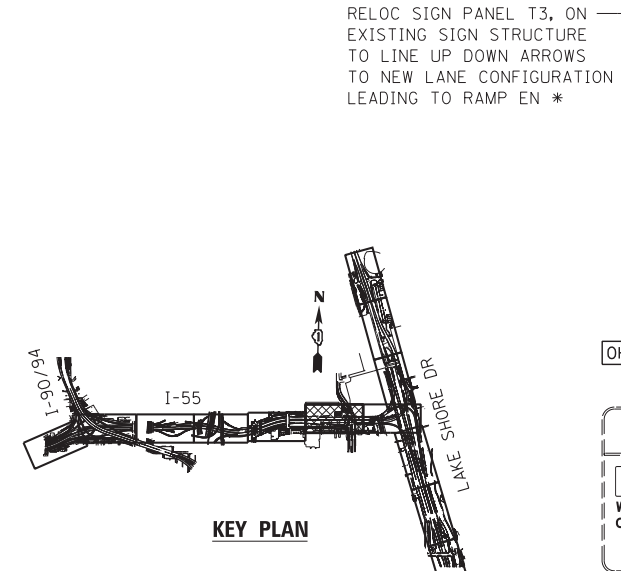 RELOC SIGN PANEL T3, ON
EXISTING SIGN STRUCTURE
TO LINE UP DOWN ARROWS
TO NEW LANE CONFIGURATION
LEADING TO RAMP EN *
N
I-90/94
I-55
LAKE SHORE DR
KEY PLAN